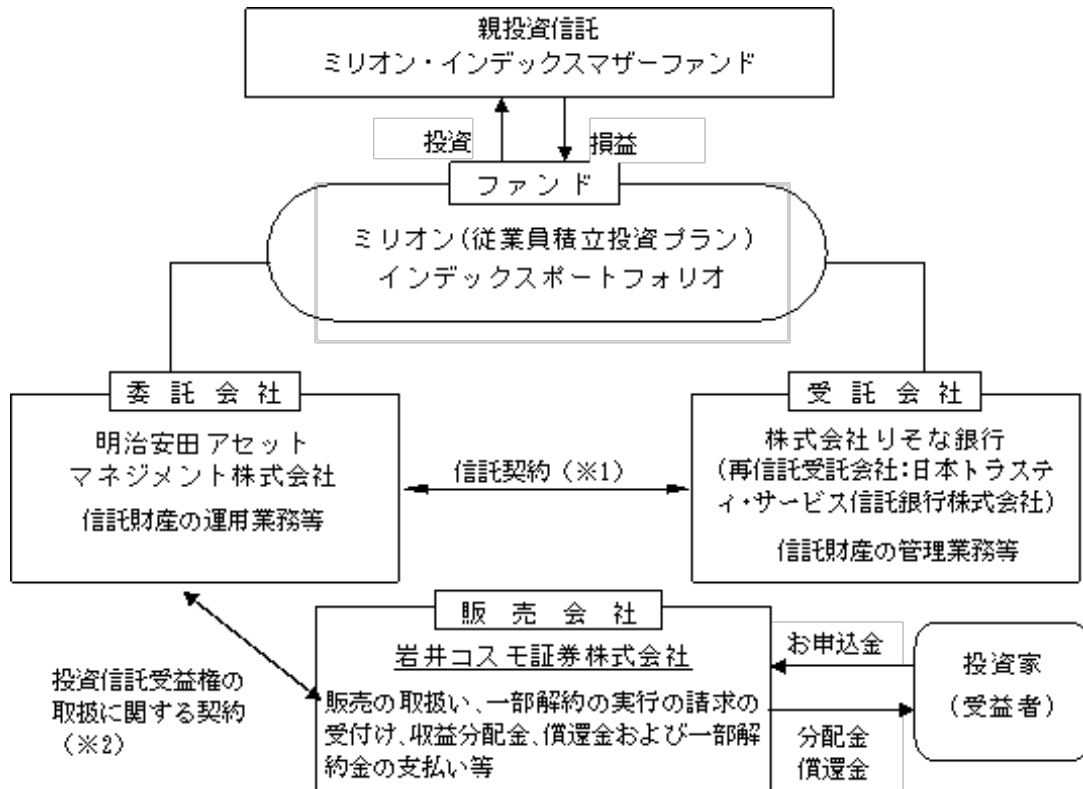 親投資信託
ミリオン・インデックスマザーファンド
投資
損益
ファンド
ミリオン(従業員積立投資プラン)
インデックスポートフォリオ
委託会社
明治安田アセット
マネジメント株式会社
信託財産の運用業務等
信託契約(※1)
受託会社
株式会社りそな銀行
(再信託受託会社:日本トラステ
ィ・サービス信託銀行株式会社)
信託財産の管理業務等
投資信託受益権の
取扱に関する契約
(※2)
販売会社
岩井コスモ証券株式会社
販売の取扱い、一部解約の実行の請求の
受付け、収益分配金、償還金および一部解
約金の支払い等
お申込金
分配金
償還金
投資家
(受益者)